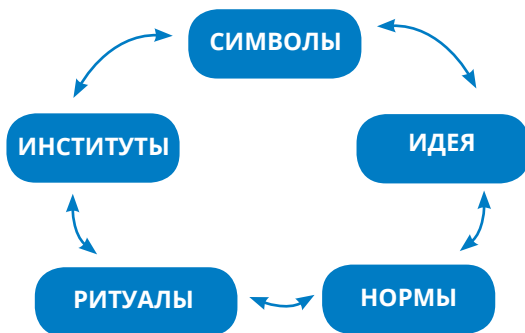 СИМВОЛЫ
ИНСТИТУТЫ
ИДЕЯ
РИТУАЛЫ
НОРМЫ